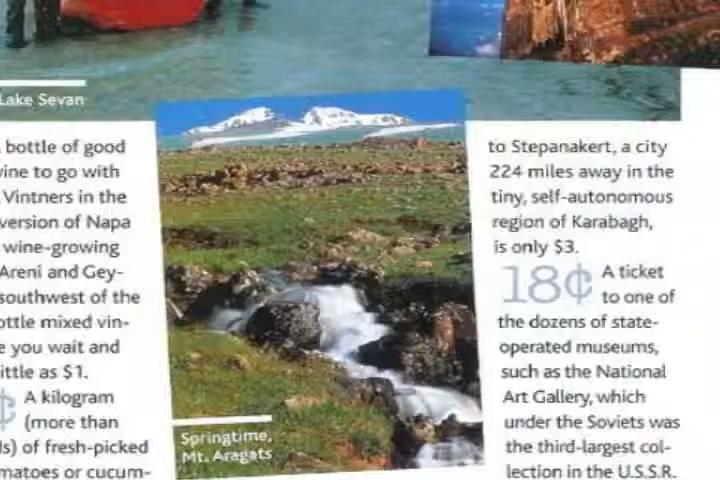 Lake Sevan
bottle of good
wine to go with
Vintners in the
version of Napa
wine-growing
Areni and Gey-
southwest of the
bottle mixed vin-
you wait and
little as $1.
¢ A kilogram
(more than
of fresh-picked
matoes or cucum-
Springtime,
Mt. Aragats
to Stepanakert, a city
224 miles away in the
tiny, self-autonomous
region of Karabagh,
is only $3.
18¢ A ticket
to one of
the dozens of state-
operated museums,
such as the National
Art Gallery, which
under the Soviets was
the third-largest col-
lection in the U.S.S.R.